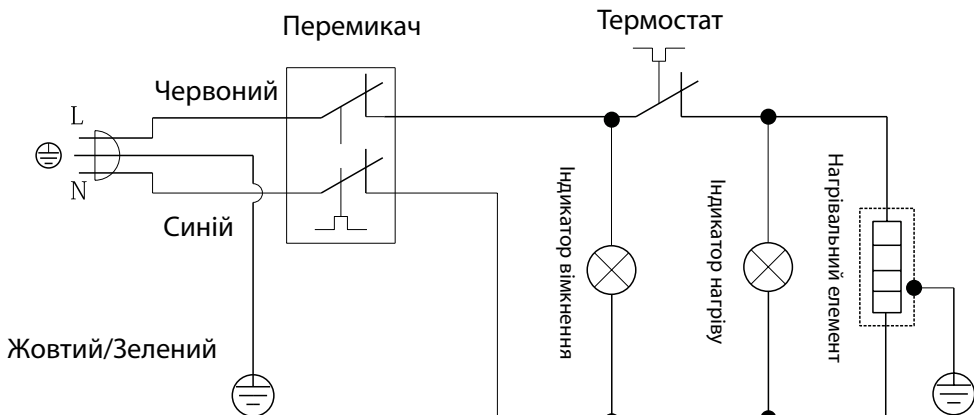 Перемикач
Термостат
Червоний
L
N
Синій
Жовтий/Зелений
Індикатор вімкнення
Індикатор нагріву
Нагрівальний елемент